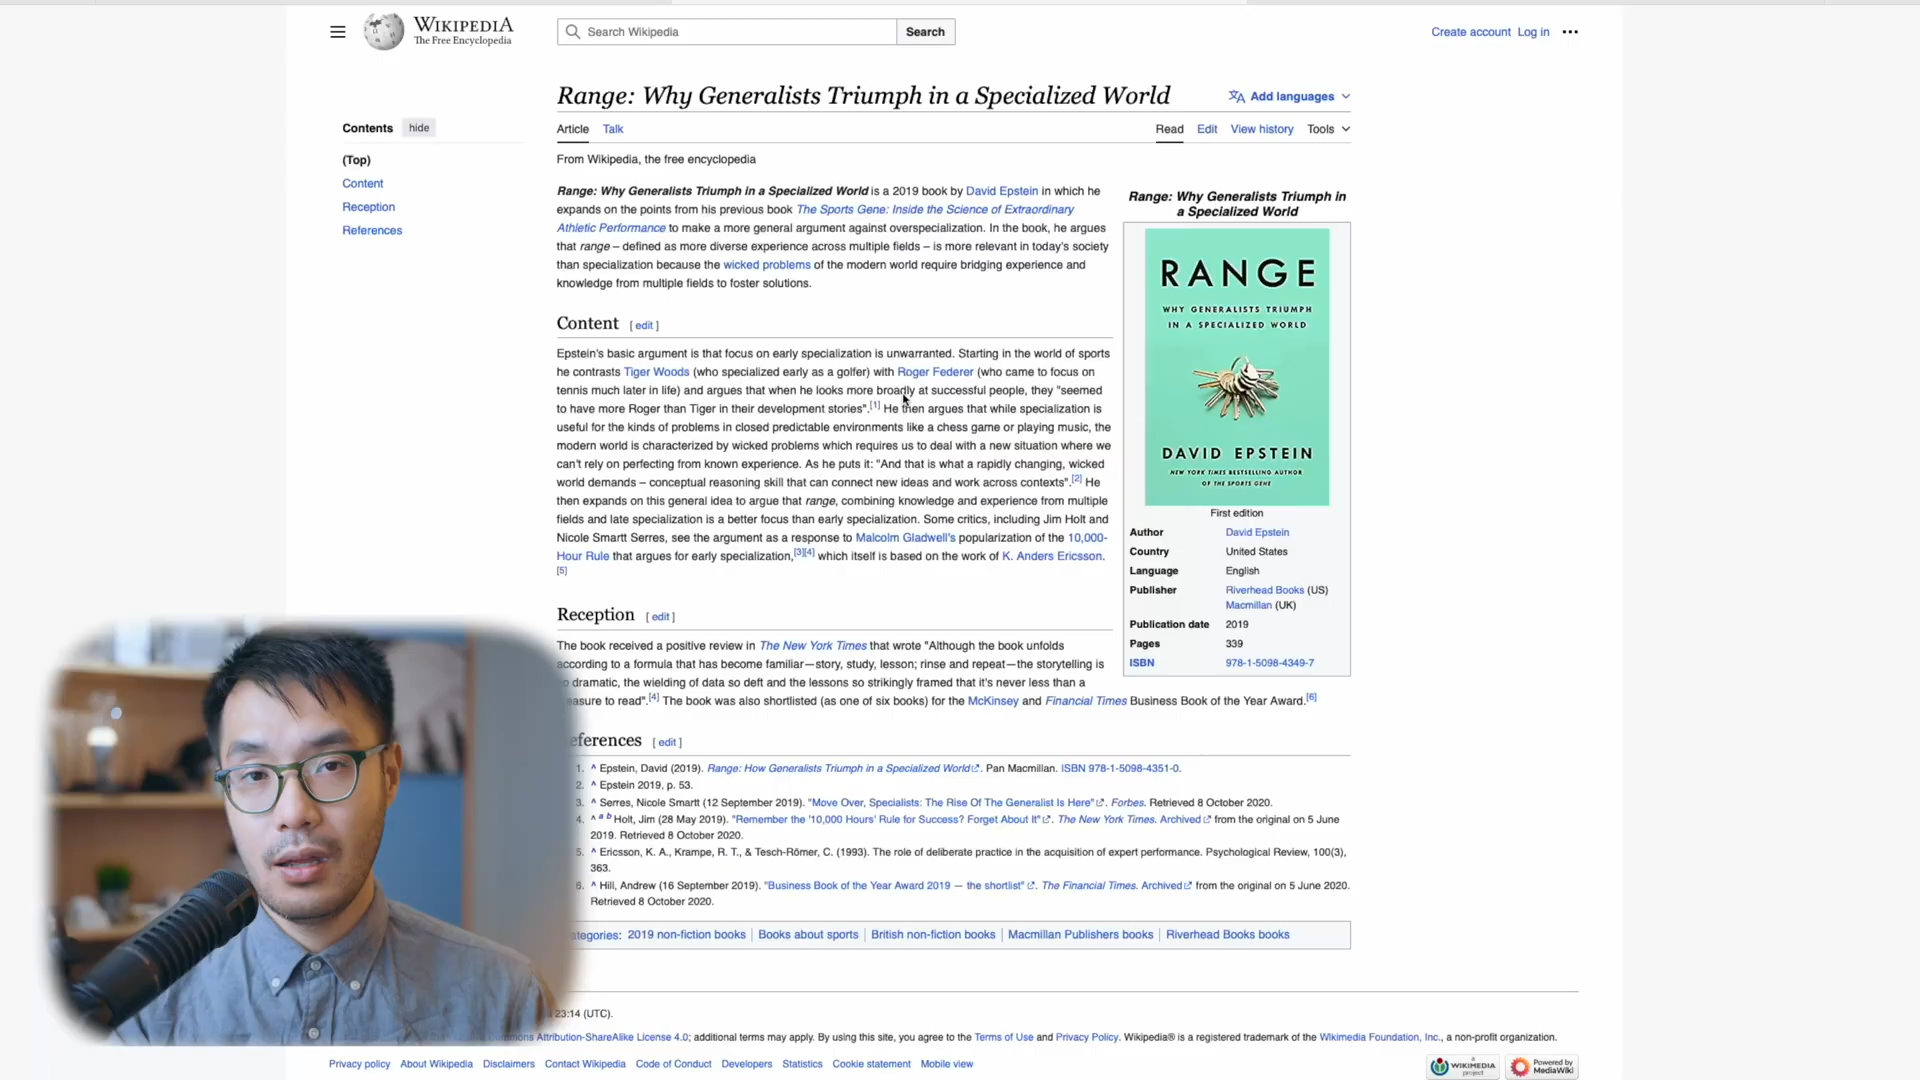 WIKIPEDIA
The Free Encyclopedia
Search Wikipedia
Search
Create account Log in
Range: Why Generalists Triumph in a Specialized World
Add languages
Contents hide
(Top)
Content
Reception
References
Article Talk
Read Edit View history Tools
From Wikipedia, the free encyclopedia
Range: Why Generalists Triumph in a Specialized World is a 2019 book by David Epstein in which he
expands on the points from his previous book The Sports Gene: Inside the Science of Extraordinary
Athletic Performance to make a more general argument against overspecialization. In the book, he argues
that range – defined as more diverse experience across multiple fields – is more relevant in today's society
than specialization because the wicked problems of the modern world require bridging experience and
knowledge from multiple fields to foster solutions.
Content [ edit ]
Epstein's basic argument is that focus on early specialization is unwarranted. Starting in the world of sports
he contrasts Tiger Woods (who specialized early as a golfer) with Roger Federer (who came to focus on
tennis much later in life) and argues that when he looks more broadly at successful people, they "seemed
to have more Roger than Tiger in their development stories".[1] He then argues that while specialization is
useful for the kinds of problems in closed predictable environments like a chess game or playing music, the
modern world is characterized by wicked problems which requires us to deal with a new situation where we
can't rely on perfecting from known experience. As he puts it: "And that is what a rapidly changing, wicked
world demands – conceptual reasoning skill that can connect new ideas and work across contexts".[2] He
then expands on this general idea to argue that range, combining knowledge and experience from multiple
fields and late specialization is a better focus than early specialization. Some critics, including Jim Holt and
Nicole Smartt Serres, see the argument as a response to Malcolm Gladwell's popularization of the 10,000-
Hour Rule that argues for early specialization,[3][4] which itself is based on the work of K. Anders Ericsson.
[5]
Range: Why Generalists Triumph in
a Specialized World
RANGE
WHY GENERALISTS TRIUMPH
IN A SPECIALIZED WORLD
DAVID EPSTEIN
NEW YORK TIMES BESTSELLING AUTHOR
OF THE SPORTS GENE
First edition
Author David Epstein
Country United States
Language English
Publisher Riverhead Books (US)
Macmillan (UK)
Publication date 2019
Pages 339
ISBN 978-1-5098-4349-7
Reception [ edit ]
The book received a positive review in The New York Times that wrote "Although the book unfolds
according to a formula that has become familiar—story, study, lesson; rinse and repeat—the storytelling is
o dramatic, the wielding of data so deft and the lessons so strikingly framed that it's never less than a
easure to read".[4] The book was also shortlisted (as one of six books) for the McKinsey and Financial Times Business Book of the Year Award.[6]
eferences [ edit ]
1. ^ Epstein, David (2019). Range: How Generalists Triumph in a Specialized World. Pan Macmillan. ISBN 978-1-5098-4351-0.
2. ^ Epstein 2019, p. 53.
3. ^ Serres, Nicole Smartt (12 September 2019). "Move Over, Specialists: The Rise Of The Generalist Is Here". Forbes. Retrieved 8 October 2020.
4. ^ a b Holt, Jim (28 May 2019). "Remember the '10,000 Hours' Rule for Success? Forget About It". The New York Times. Archived from the original on 5 June
2019. Retrieved 8 October 2020.
5. ^ Ericsson, K. A., Krampe, R. T., & Tesch-Römer, C. (1993). The role of deliberate practice in the acquisition of expert performance. Psychological Review, 100(3),
363.
6. ^ Hill, Andrew (16 September 2019). "Business Book of the Year Award 2019 — the shortlist". The Financial Times. Archived from the original on 5 June 2020.
Retrieved 8 October 2020.
tegories: 2019 non-fiction books | Books about sports | British non-fiction books | Macmillan Publishers books | Riverhead Books books
23:14 (UTC).
mmons Attribution-ShareAlike License 4.0; additional terms may apply. By using this site, you agree to the Terms of Use and Privacy Policy. Wikipedia® is a registered trademark of the Wikimedia Foundation, Inc., a non-profit organization.
Privacy policy About Wikipedia Disclaimers Contact Wikipedia Code of Conduct Developers Statistics Cookie statement Mobile view
a
WIKIMEDIA
project
Powered by
MediaWiki